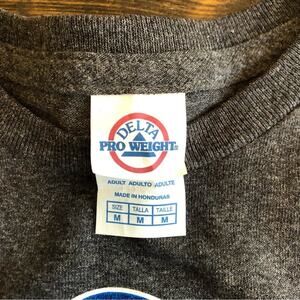 DELTA
PRO WEIGHT®
ADULT ADULTO ADULTE
MADE IN HONDURAS
SIZE TALLA TAILLE
M M M